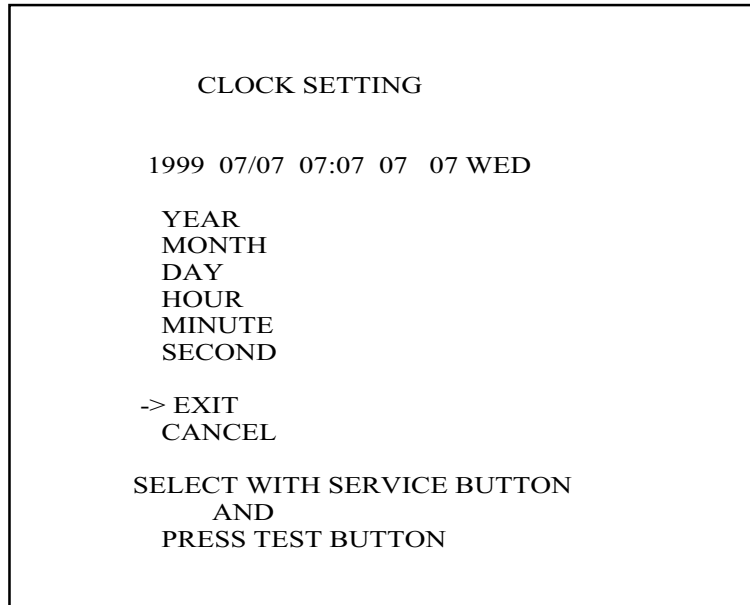 CLOCK SETTING
1999 07/07 07:07 07 07 WED
YEAR
MONTH
DAY
HOUR
MINUTE
SECOND
-> EXIT
CANCEL
SELECT WITH SERVICE BUTTON
AND
PRESS TEST BUTTON